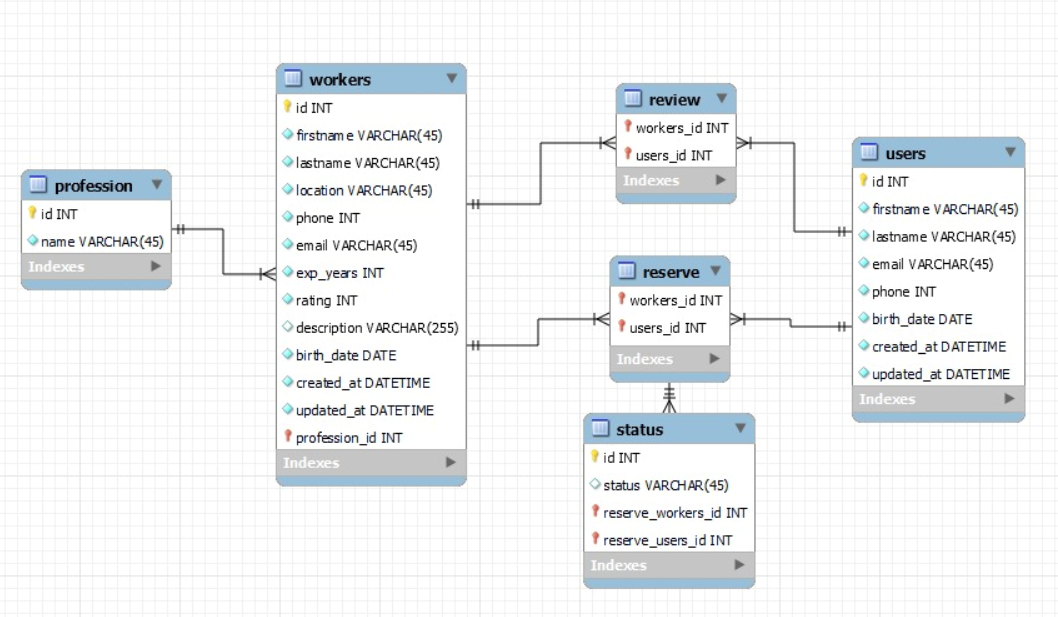 profession
id INT
name VARCHAR(45)
Indexes
workers
id INT
firstname VARCHAR(45)
lastname VARCHAR(45)
location VARCHAR(45)
phone INT
email VARCHAR(45)
exp_years INT
rating INT
description VARCHAR(255)
birth_date DATE
created_at DATETIME
updated_at DATETIME
profession_id INT
Indexes
review
workers_id INT
users_id INT
Indexes
reserve
workers_id INT
users_id INT
Indexes
status
id INT
status VARCHAR(45)
reserve_workers_id INT
reserve_users_id INT
Indexes
users
id INT
firstname VARCHAR(45)
lastname VARCHAR(45)
email VARCHAR(45)
phone INT
birth_date DATE
created_at DATETIME
updated_at DATETIME
Indexes